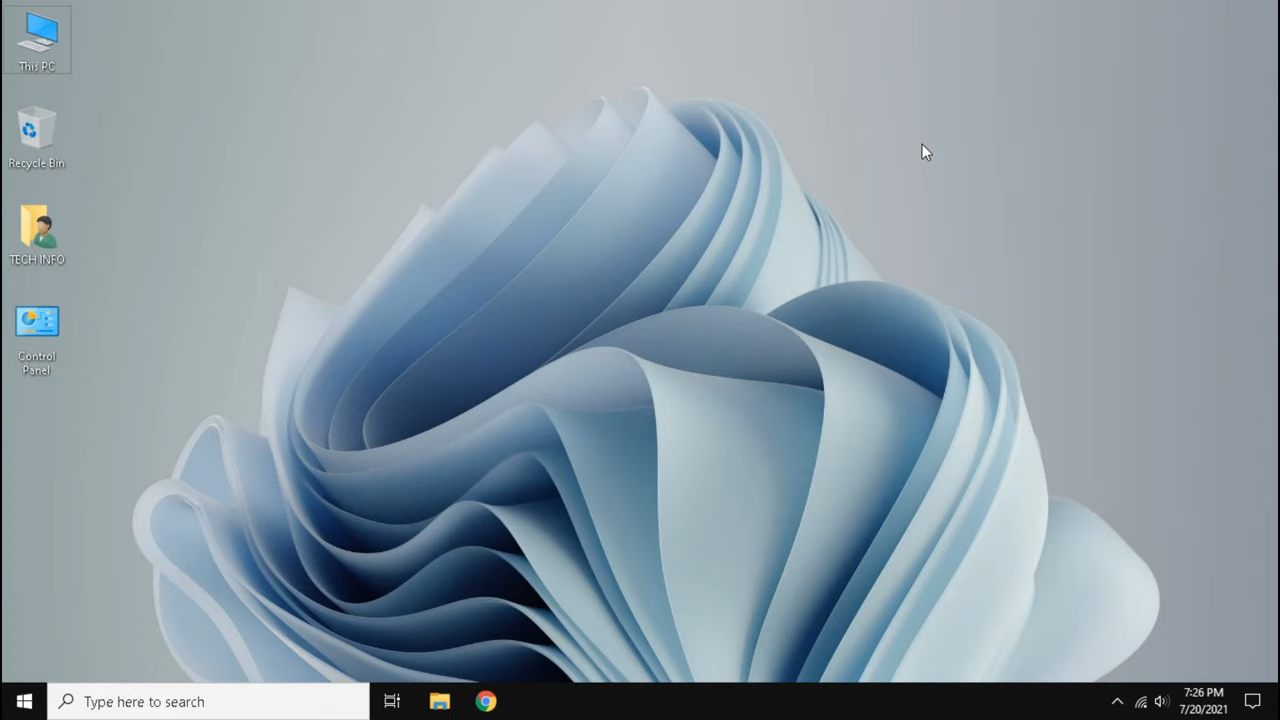 This PC
Recycle Bin
TECH INFO
Control
Panel
Type here to search
7:26 PM
7/20/2021